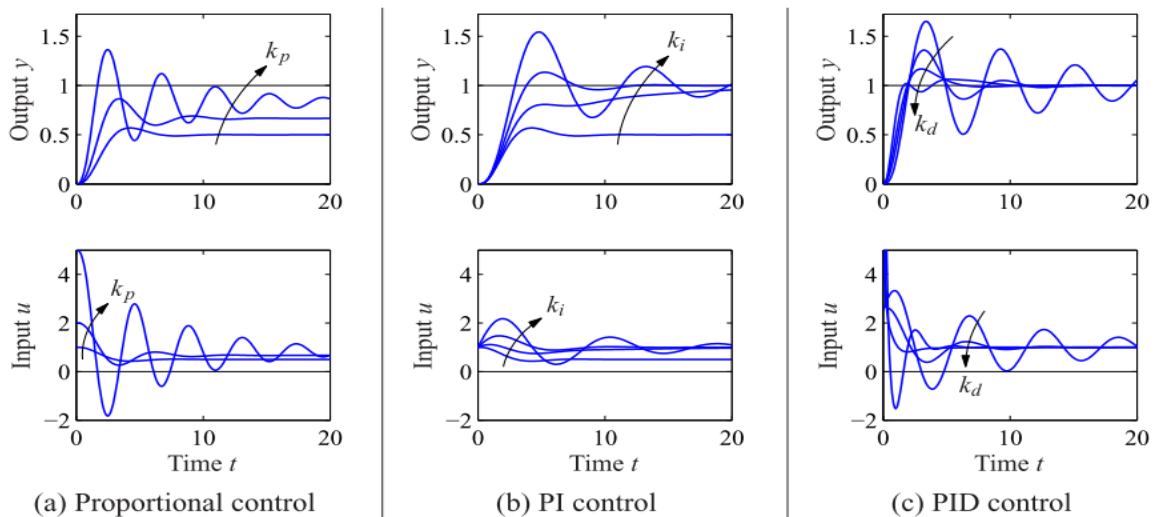 1.5
1
0.5
0
0 10 20
Output y
k_p
4
2
0
−2
0 10 20
Input u
k_p
Time t
(a) Proportional control
1.5
1
0.5
0
0 10 20
Output y
k_i
4
2
0
−2
0 10 20
Input u
k_i
Time t
(b) PI control
1.5
1
0.5
0
0 10 20
Output y
k_d
4
2
0
−2
0 10 20
Input u
k_d
Time t
(c) PID control